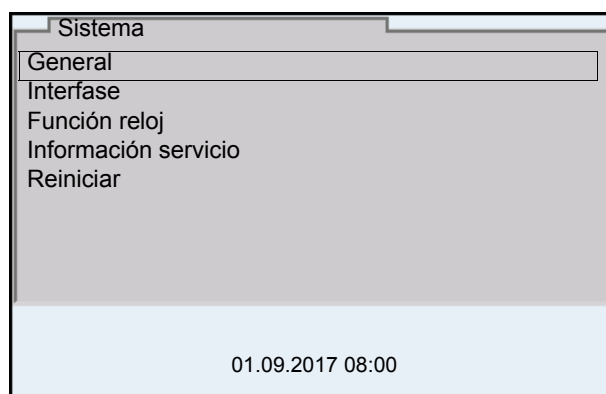 Sistema
General
Interfase
Función reloj
Información servicio
Reiniciar
01.09.2017 08:00